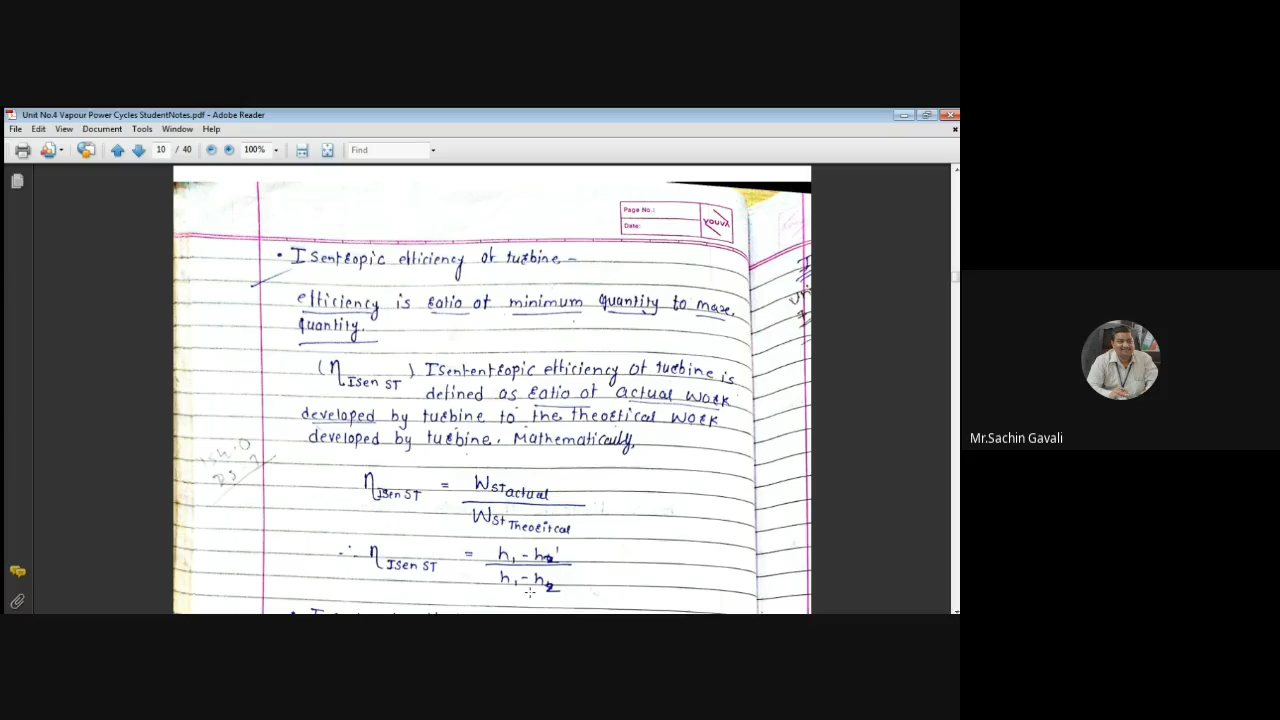 Unit No.4 Vapour Power Cycles StudentNotes.pdf - Adobe Reader
File Edit View Document Tools Window Help
10 / 40 100% Find
Page No.:
Date:
YOUVA
• Isentropic efficiency of turbine -
efficiency is ratio of minimum quantity to max.
quantity.
(η Isen ST) Isententropic efficiency of turbine is
defined as ratio of actual work
developed by turbine to the theoretical work
developed by turbine. Mathematically,
η Isen ST = WST actual / WST Theoritcal
∴ η Isen ST = h1 - h2' / h1 - h2
Mr.Sachin Gavali